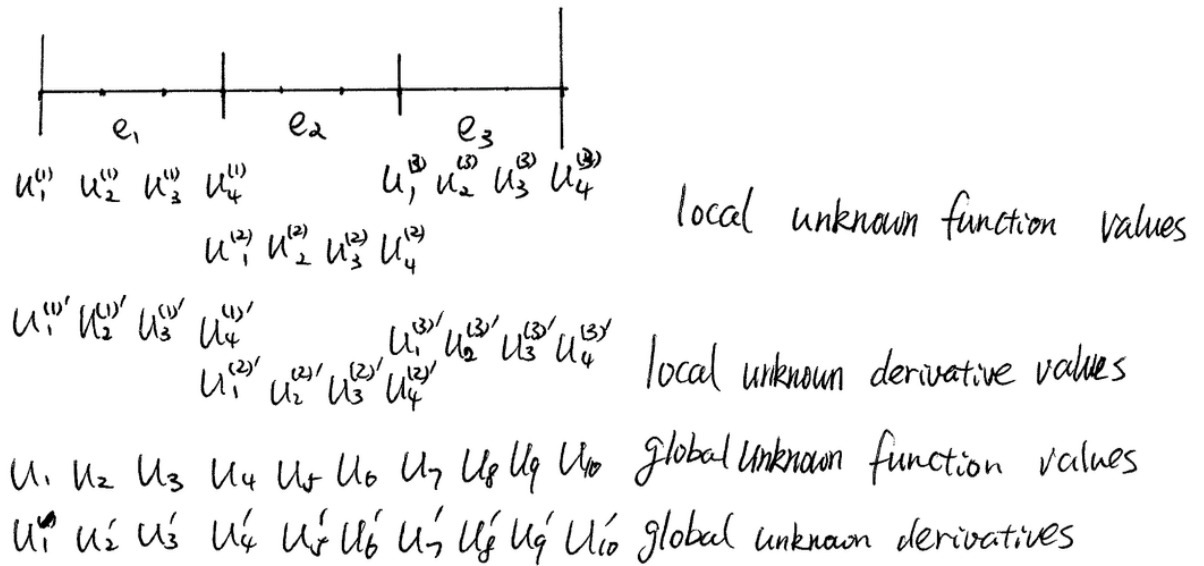 e₁ e₂ e₃
u₁⁽¹⁾ u₂⁽¹⁾ u₃⁽¹⁾ u₄⁽¹⁾ u₁⁽³⁾ u₂⁽³⁾ u₃⁽³⁾ u₄⁽³⁾
local unknown function values
u₁⁽²⁾ u₂⁽²⁾ u₃⁽²⁾ u₄⁽²⁾
u₁⁽¹⁾′ u₂⁽¹⁾′ u₃⁽¹⁾′ u₄⁽¹⁾′ u₁⁽³⁾′ u₂⁽³⁾′ u₃⁽³⁾′ u₄⁽³⁾′
u₁⁽²⁾′ u₂⁽²⁾′ u₃⁽²⁾′ u₄⁽²⁾′ local unknown derivative values
u₁ u₂ u₃ u₄ u₅ u₆ u₇ u₈ u₉ u₁₀ global unknown function values
u₁′ u₂′ u₃′ u₄′ u₅′ u₆′ u₇′ u₈′ u₉′ u₁₀′ global unknown derivatives